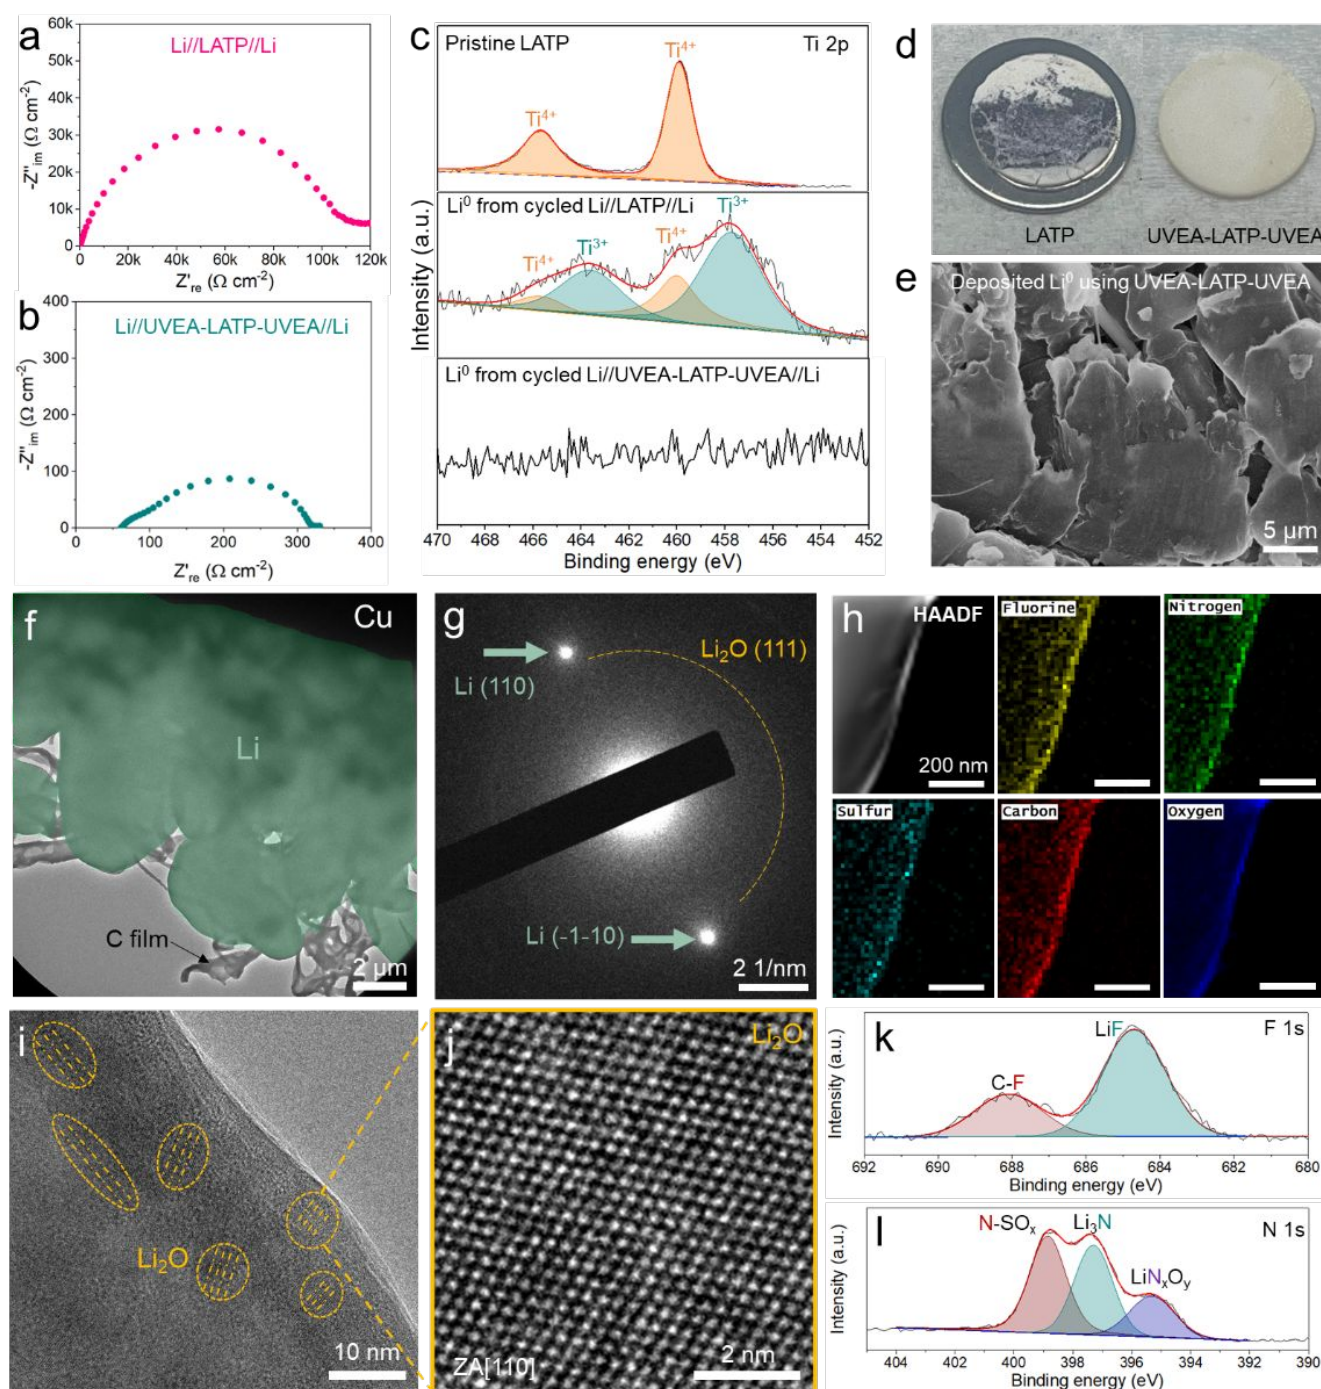 a
60k
50k
40k
30k
20k
10k
0
Li//LATP//Li
-Z''im (Ω cm-2)
0 20k 40k 60k 80k 100k 120k
Z're (Ω cm-2)
b
400
300
200
100
0
Li//UVEA-LATP-UVEA//Li
-Z''im (Ω cm-2)
0 100 200 300 400
Z're (Ω cm-2)
c
Pristine LATP
Ti4+
Ti 2p
Ti4+
Li0 from cycled Li//LATP//Li
Ti3+
Ti4+
Ti3+
Ti4+
Li0 from cycled Li//UVEA-LATP-UVEA//Li
Intensity (a.u.)
470 468 466 464 462 460 458 456 454 452
Binding energy (eV)
d
LATP
UVEA-LATP-UVEA
e
Deposited Li0 using UVEA-LATP-UVEA
5 μm
f
Cu
Li
C film
2 μm
g
Li2O (111)
Li (110)
Li (-1-10)
2 1/nm
h
HAADF
200 nm
Fluorine
Nitrogen
Sulfur
Carbon
Oxygen
i
Li2O
10 nm
j
Li2O
ZA[110]
2 nm
k
F 1s
LiF
C-F
Intensity (a.u.)
692 690 688 686 684 682 680
Binding energy (eV)
l
N 1s
N-SOx
Li3N
LiNxOy
Intensity (a.u.)
404 402 400 398 396 394 392 390
Binding energy (eV)